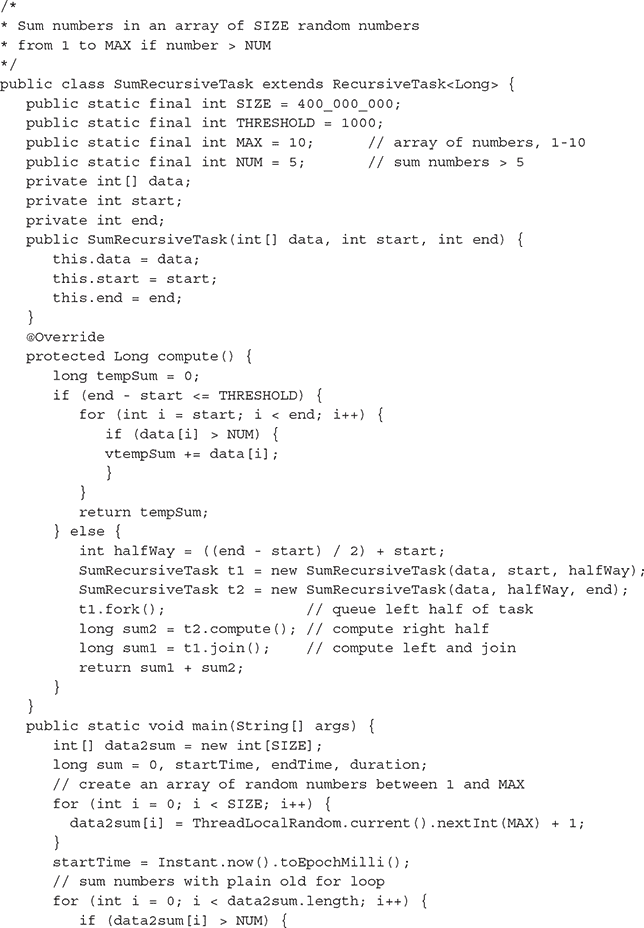 /*
* Sum numbers in an array of SIZE random numbers
* from 1 to MAX if number > NUM
*/
public class SumRecursiveTask extends RecursiveTask<Long> {
   public static final int SIZE = 400_000_000;
   public static final int THRESHOLD = 1000;
   public static final int MAX = 10;      // array of numbers, 1-10
   public static final int NUM = 5;       // sum numbers > 5
   private int[] data;
   private int start;
   private int end;
   public SumRecursiveTask(int[] data, int start, int end) {
      this.data = data;
      this.start = start;
      this.end = end;
   }
   @Override
   protected Long compute() {
      long tempSum = 0;
      if (end - start <= THRESHOLD) {
         for (int i = start; i < end; i++) {
            if (data[i] > NUM) {
            vtempSum += data[i];
            }
         }
         return tempSum;
      } else {
         int halfWay = ((end - start) / 2) + start;
         SumRecursiveTask t1 = new SumRecursiveTask(data, start, halfWay);
         SumRecursiveTask t2 = new SumRecursiveTask(data, halfWay, end);
         t1.fork();                // queue left half of task
         long sum2 = t2.compute(); // compute right half
         long sum1 = t1.join();    // compute left and join
         return sum1 + sum2;
      }
   }
   public static void main(String[] args) {
      int[] data2sum = new int[SIZE];
      long sum = 0, startTime, endTime, duration;
      // create an array of random numbers between 1 and MAX
      for (int i = 0; i < SIZE; i++) {
        data2sum[i] = ThreadLocalRandom.current().nextInt(MAX) + 1;
      }
      startTime = Instant.now().toEpochMilli();
      // sum numbers with plain old for loop
      for (int i = 0; i < data2sum.length; i++) {
         if (data2sum[i] > NUM) {